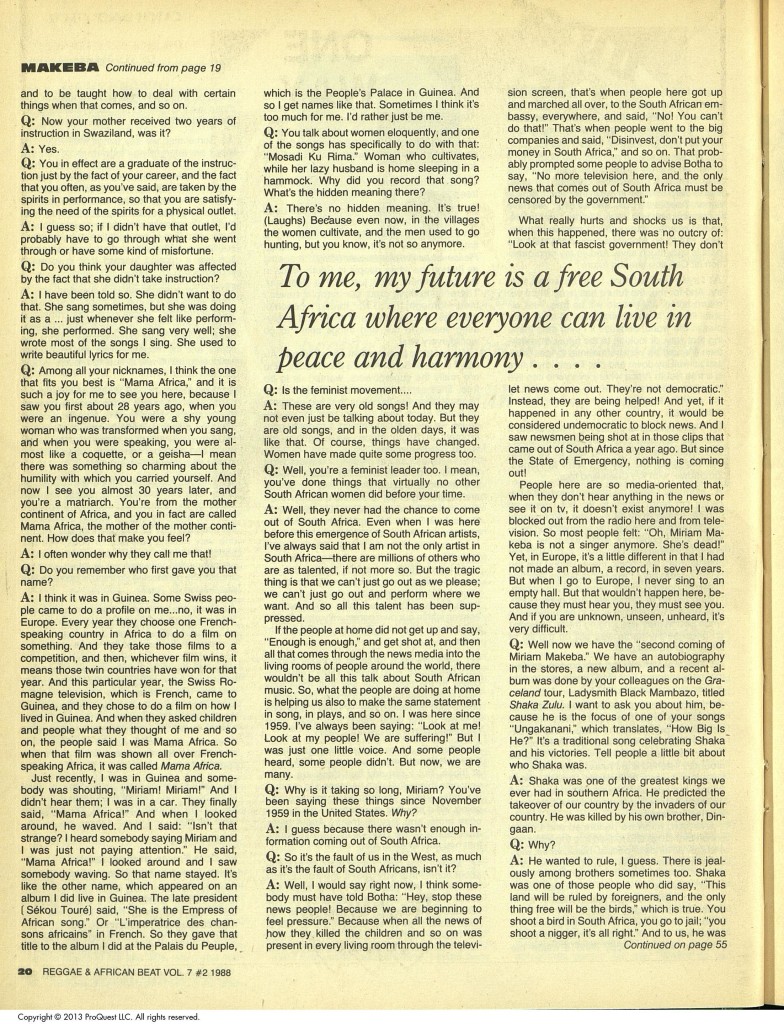 MAKEBA Continued from page 19
and to be taught how to deal with certain
things when that comes, and so on.
Q: Now your mother received two years of
instruction in Swaziland, was it?
A: Yes.
Q: You in effect are a graduate of the instruc-
tion just by the fact of your career, and the fact
that you often, as you've said, are taken by the
spirits in performance, so that you are satisfy-
ing the need of the spirits for a physical outlet.
A: I guess so; if I didn't have that outlet, I'd
probably have to go through what she went
through or have some kind of misfortune.
Q: Do you think your daughter was affected
by the fact that she didn't take instruction?
A: I have been told so. She didn't want to do
that. She sang sometimes, but she was doing
it as a ... just whenever she felt like perform-
ing, she performed. She sang very well; she
wrote most of the songs I sing. She used to
write beautiful lyrics for me.
Q: Among all your nicknames, I think the one
that fits you best is "Mama Africa," and it is
such a joy for me to see you here, because I
saw you first about 28 years ago, when you
were an ingenue. You were a shy young
woman who was transformed when you sang,
and when you were speaking, you were al-
most like a coquette, or a geisha—I mean
there was something so charming about the
humility with which you carried yourself. And
now I see you almost 30 years later, and
you're a matriarch. You're from the mother
continent of Africa, and you in fact are called
Mama Africa, the mother of the mother conti-
nent. How does that make you feel?
A: I often wonder why they call me that!
Q: Do you remember who first gave you that
name?
A: I think it was in Guinea. Some Swiss peo-
ple came to do a profile on me...no, it was in
Europe. Every year they choose one French-
speaking country in Africa to do a film on
something. And they take those films to a
competition, and then, whichever film wins, it
means those twin countries have won for that
year. And this particular year, the Swiss Ro-
magne television, which is French, came to
Guinea, and they chose to do a film on how I
lived in Guinea. And when they asked children
and people what they thought of me and so
on, the people said I was Mama Africa. So
when that film was shown all over French-
speaking Africa, it was called Mama Africa.
Just recently, I was in Guinea and some-
body was shouting, "Miriam! Miriam!" And I
didn't hear them; I was in a car. They finally
said, "Mama Africa!" And when I looked
around, he waved. And I said: "Isn't that
strange? I heard somebody saying Miriam and
I was just not paying attention." He said,
"Mama Africa!" I looked around and I saw
somebody waving. So that name stayed. It's
like the other name, which appeared on an
album I did live in Guinea. The late president
(Sékou Touré) said, "She is the Empress of
African song." Or "L'imperatrice des chan-
sons africains" in French. So they gave that
title to the album I did at the Palais du Peuple,
which is the People's Palace in Guinea. And
so I get names like that. Sometimes I think it's
too much for me. I'd rather just be me.
Q: You talk about women eloquently, and one
of the songs has specifically to do with that:
"Mosadi Ku Rima." Woman who cultivates,
while her lazy husband is home sleeping in a
hammock. Why did you record that song?
What's the hidden meaning there?
A: There's no hidden meaning. It's true!
(Laughs) Because even now, in the villages
the women cultivate, and the men used to go
hunting, but you know, it's not so anymore.
To me, my future is a free South
Africa where everyone can live in
peace and harmony . . . .
Q: Is the feminist movement....
A: These are very old songs! And they may
not even just be talking about today. But they
are old songs, and in the olden days, it was
like that. Of course, things have changed.
Women have made quite some progress too.
Q: Well, you're a feminist leader too. I mean,
you've done things that virtually no other
South African women did before your time.
A: Well, they never had the chance to come
out of South Africa. Even when I was here
before this emergence of South African artists,
I've always said that I am not the only artist in
South Africa—there are millions of others who
are as talented, if not more so. But the tragic
thing is that we can't just go out as we please;
we can't just go out and perform where we
want. And so all this talent has been sup-
pressed.
If the people at home did not get up and say,
"Enough is enough," and get shot at, and then
all that comes through the news media into the
living rooms of people around the world, there
wouldn't be all this talk about South African
music. So, what the people are doing at home
is helping us also to make the same statement
in song, in plays, and so on. I was here since
1959. I've always been saying: "Look at me!
Look at my people! We are suffering!" But I
was just one little voice. And some people
heard, some people didn't. But now, we are
many.
Q: Why is it taking so long, Miriam? You've
been saying these things since November
1959 in the United States. Why?
A: I guess because there wasn't enough in-
formation coming out of South Africa.
Q: So it's the fault of us in the West, as much
as it's the fault of South Africans, isn't it?
A: Well, I would say right now, I think some-
body must have told Botha: "Hey, stop these
news people! Because we are beginning to
feel pressure." Because when all the news of
how they killed the children and so on was
present in every living room through the televi-
sion screen, that's when people here got up
and marched all over, to the South African em-
bassy, everywhere, and said, "No! You can't
do that!" That's when people went to the big
companies and said, "Disinvest, don't put your
money in South Africa," and so on. That prob-
ably prompted some people to advise Botha to
say, "No more television here, and the only
news that comes out of South Africa must be
censored by the government."
What really hurts and shocks us is that,
when this happened, there was no outcry of:
"Look at that fascist government! They don't
let news come out. They're not democratic."
Instead, they are being helped! And yet, if it
happened in any other country, it would be
considered undemocratic to block news. And I
saw newsmen being shot at in those clips that
came out of South Africa a year ago. But since
the State of Emergency, nothing is coming
out!
People here are so media-oriented that,
when they don't hear anything in the news or
see it on tv, it doesn't exist anymore! I was
blocked out from the radio here and from tele-
vision. So most people felt: "Oh, Miriam Ma-
keba is not a singer anymore. She's dead!"
Yet, in Europe, it's a little different in that I had
not made an album, a record, in seven years.
But when I go to Europe, I never sing to an
empty hall. But that wouldn't happen here, be-
cause they must hear you, they must see you.
And if you are unknown, unseen, unheard, it's
very difficult.
Q: Well now we have the "second coming of
Miriam Makeba." We have an autobiography
in the stores, a new album, and a recent al-
bum was done by your colleagues on the Gra-
celand tour, Ladysmith Black Mambazo, titled
Shaka Zulu. I want to ask you about him, be-
cause he is the focus of one of your songs
"Ungakanani," which translates, "How Big Is
He?" It's a traditional song celebrating Shaka
and his victories. Tell people a little bit about
who Shaka was.
A: Shaka was one of the greatest kings we
ever had in southern Africa. He predicted the
takeover of our country by the invaders of our
country. He was killed by his own brother, Din-
gaan.
Q: Why?
A: He wanted to rule, I guess. There is jeal-
ously among brothers sometimes too. Shaka
was one of those people who did say, "This
land will be ruled by foreigners, and the only
thing free will be the birds," which is true. You
shoot a bird in South Africa, you go to jail; "you
shoot a nigger, it's all right." And to us, he was
Continued on page 55
20 REGGAE & AFRICAN BEAT VOL. 7 #2 1988
Copyright © 2013 ProQuest LLC. All rights reserved.